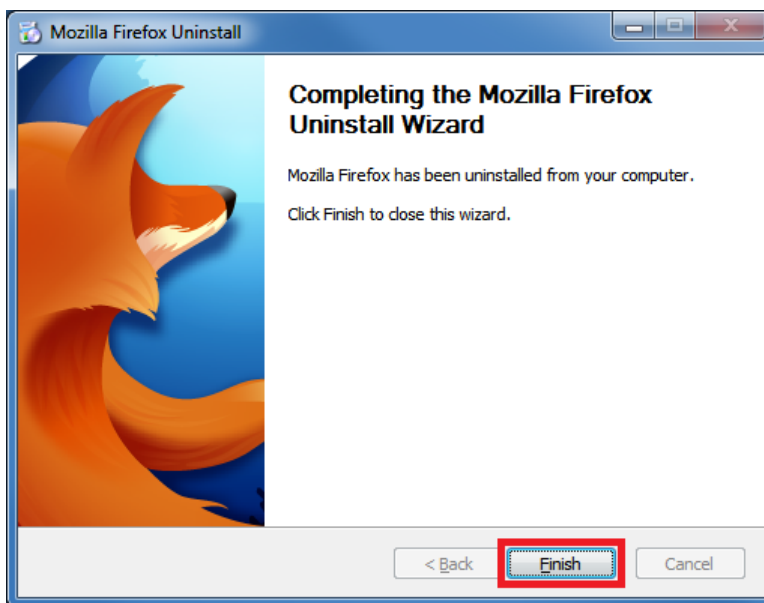 Mozilla Firefox Uninstall
Completing the Mozilla Firefox
Uninstall Wizard
Mozilla Firefox has been uninstalled from your computer.
Click Finish to close this wizard.
< Back
Finish
Cancel